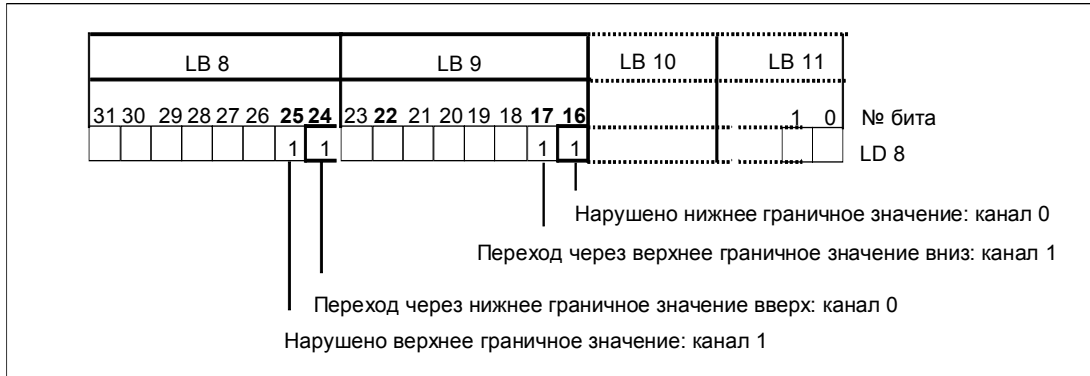 LB 8 LB 9 LB 10 LB 11
31 30 29 28 27 26 25 24 23 22 21 20 19 18 17 16 1 0 № бита
1 1 1 1 LD 8
Нарушено нижнее граничное значение: канал 0
Переход через верхнее граничное значение вниз: канал 1
Переход через нижнее граничное значение вверх: канал 0
Нарушено верхнее граничное значение: канал 1